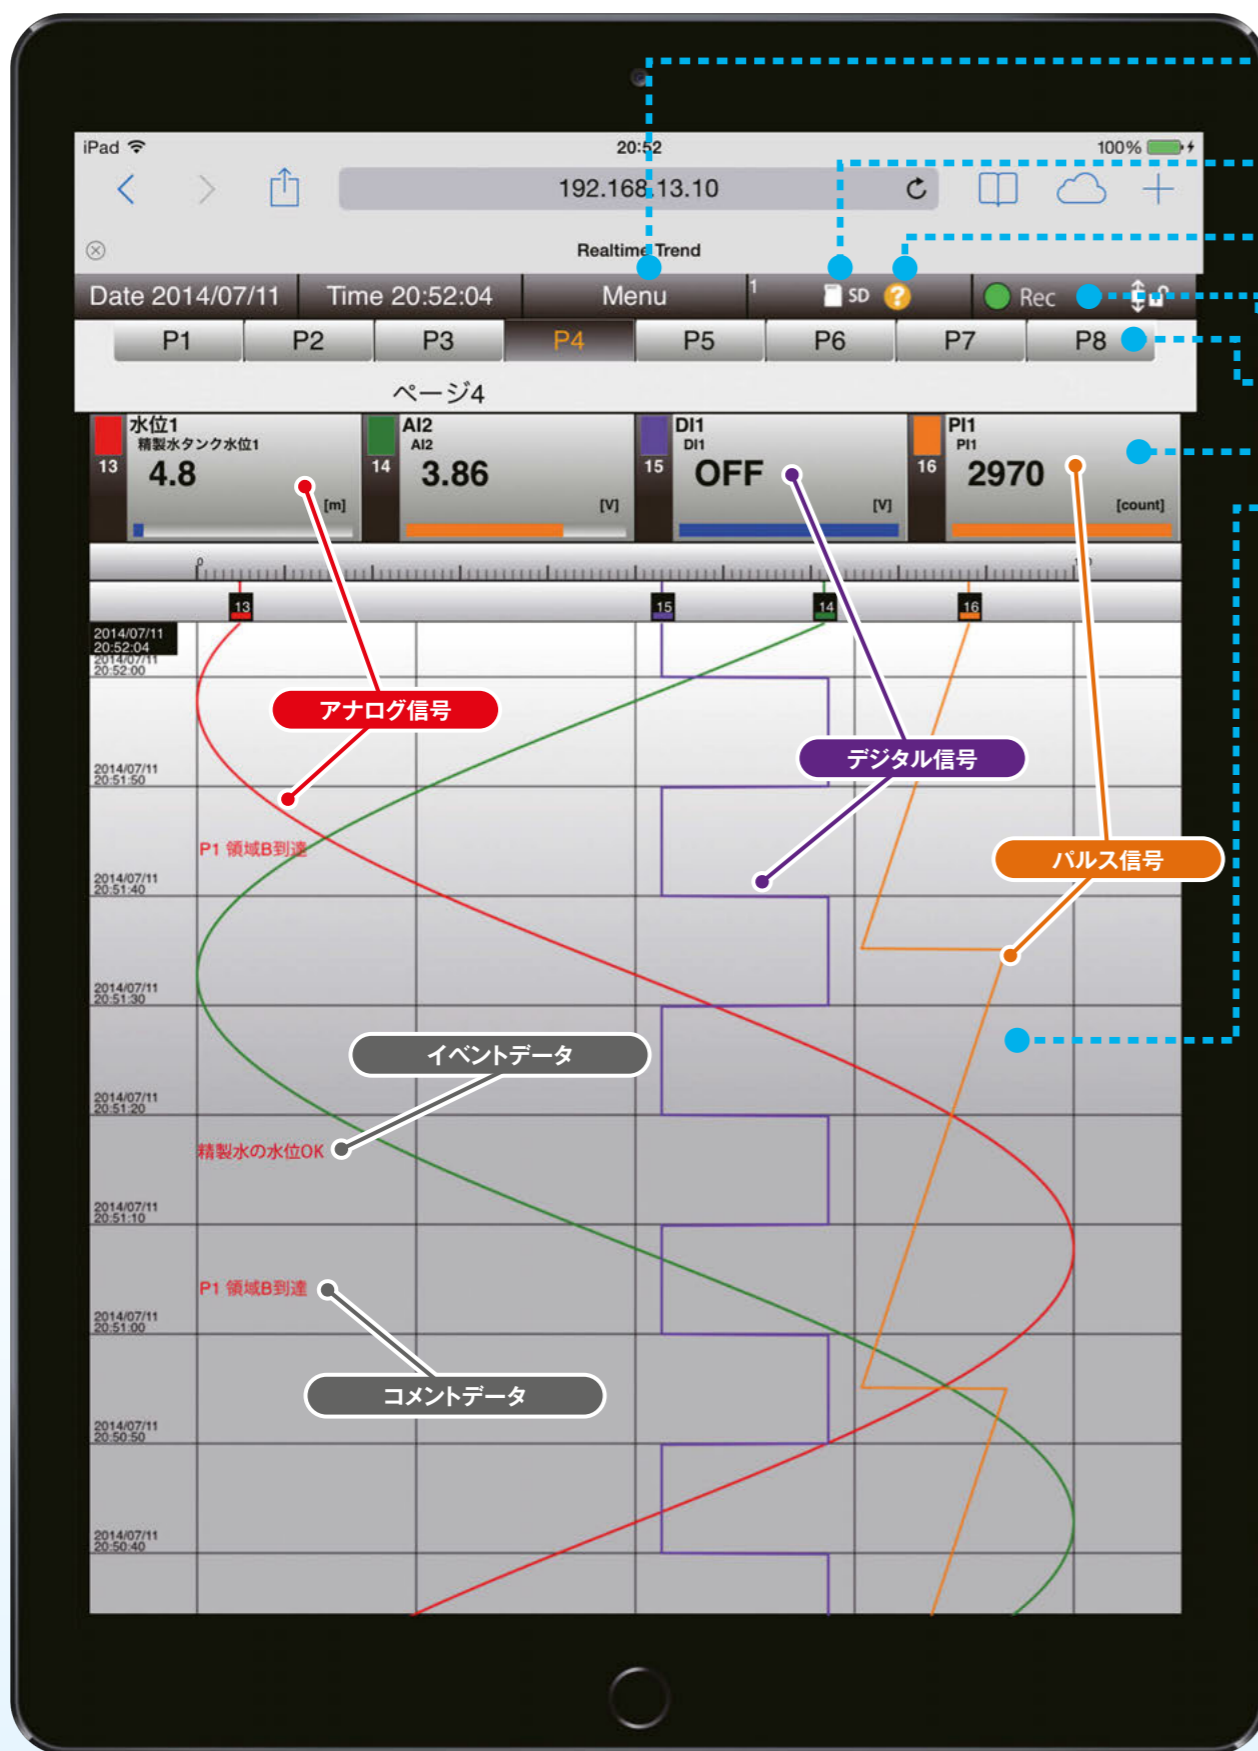 iPad
20:52
100%
192.168.13.10
Realtime Trend
Date 2014/07/11
Time 20:52:04
Menu
1
SD
?
Rec
P1
P2
P3
P4
P5
P6
P7
P8
ページ4
水位1
精製水タンク水位1
13
4.8
[m]
AI2
AI2
14
3.86
[V]
DI1
DI1
15
OFF
[V]
PI1
PI1
16
2970
[count]
0
13
15
14
16
2014/07/11
20:52:04
2014/07/11
20:52:00
アナログ信号
デジタル信号
2014/07/11
20:51:50
P1 領域B到達
パルス信号
2014/07/11
20:51:40
2014/07/11
20:51:30
イベントデータ
2014/07/11
20:51:20
精製水の水位OK
2014/07/11
20:51:10
P1 領域B到達
2014/07/11
20:51:00
コメントデータ
2014/07/11
20:50:50
2014/07/11
20:50:40